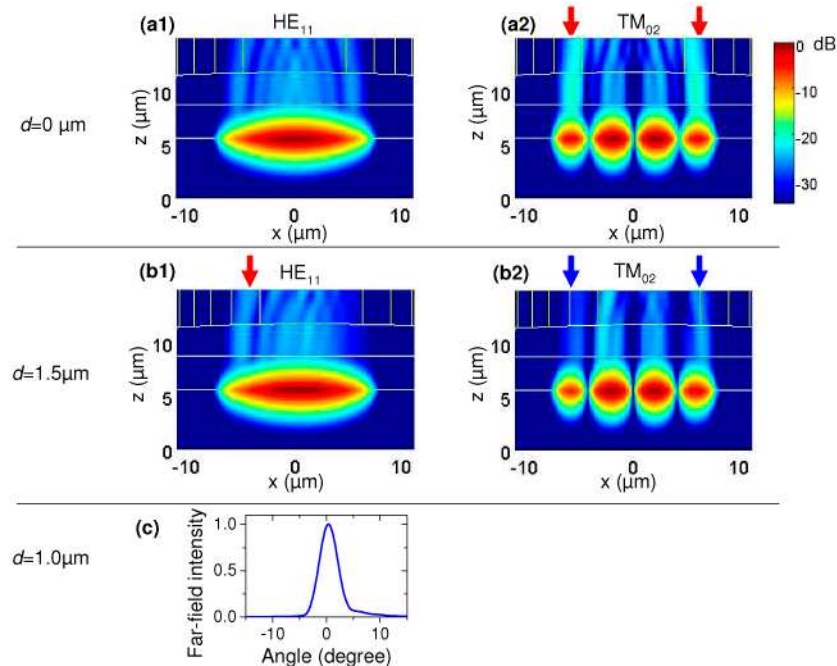 (a1) HE11 (a2) TM02
d=0 µm
z (µm) 10 5 0
-10 0 10
x (µm)
z (µm) 10 5 0
-10 0 10
x (µm)
0 dB
-10
-20
-30
(b1) HE11 (b2) TM02
d=1.5µm
z (µm) 10 5 0
-10 0 10
x (µm)
z (µm) 10 5 0
-10 0 10
x (µm)
(c)
d=1.0µm
Far-field intensity
1.0
0.5
0.0
-10 0 10
Angle (degree)